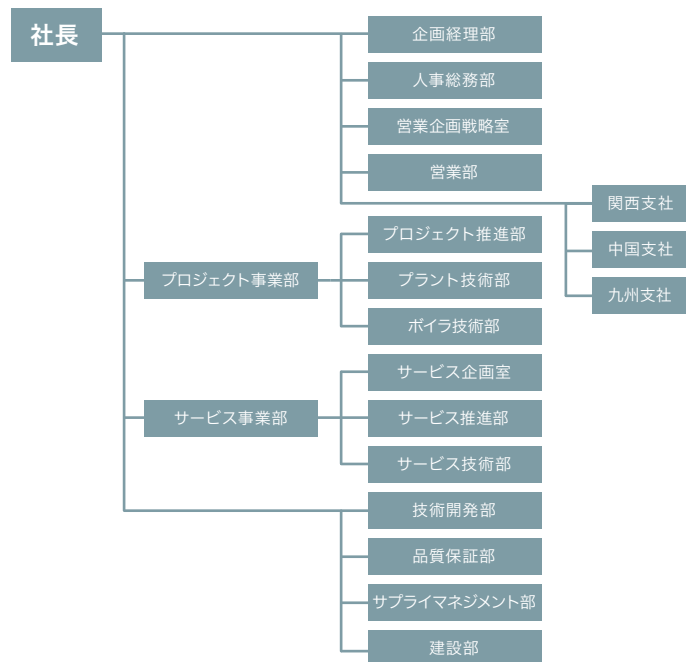 社長
企画経理部
人事総務部
営業企画戦略室
営業部
関西支社
中国支社
九州支社
プロジェクト事業部
プロジェクト推進部
プラント技術部
ボイラ技術部
サービス事業部
サービス企画室
サービス推進部
サービス技術部
技術開発部
品質保証部
サプライマネジメント部
建設部